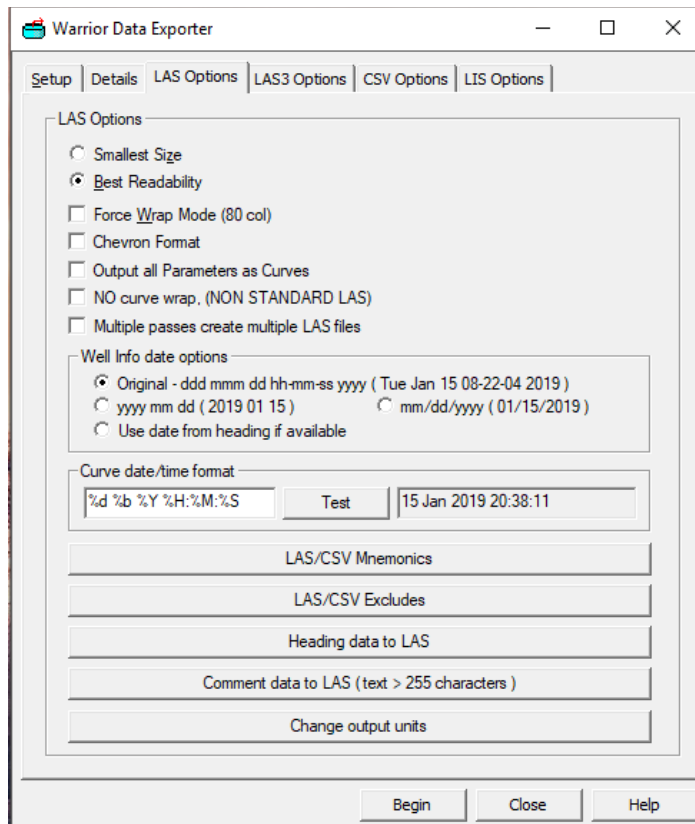 Warrior Data Exporter
Setup Details LAS Options LAS3 Options CSV Options LIS Options
LAS Options
Smallest Size
Best Readability
Force Wrap Mode (80 col)
Chevron Format
Output all Parameters as Curves
NO curve wrap, (NON STANDARD LAS)
Multiple passes create multiple LAS files
Well Info date options
Original - ddd mmm dd hh-mm-ss yyyy ( Tue Jan 15 08-22-04 2019 )
yyyy mm dd ( 2019 01 15 ) mm/dd/yyyy ( 01/15/2019 )
Use date from heading if available
Curve date/time format
%d %b %Y %H:%M:%S Test 15 Jan 2019 20:38:11
LAS/CSV Mnemonics
LAS/CSV Excludes
Heading data to LAS
Comment data to LAS ( text > 255 characters )
Change output units
Begin Close Help